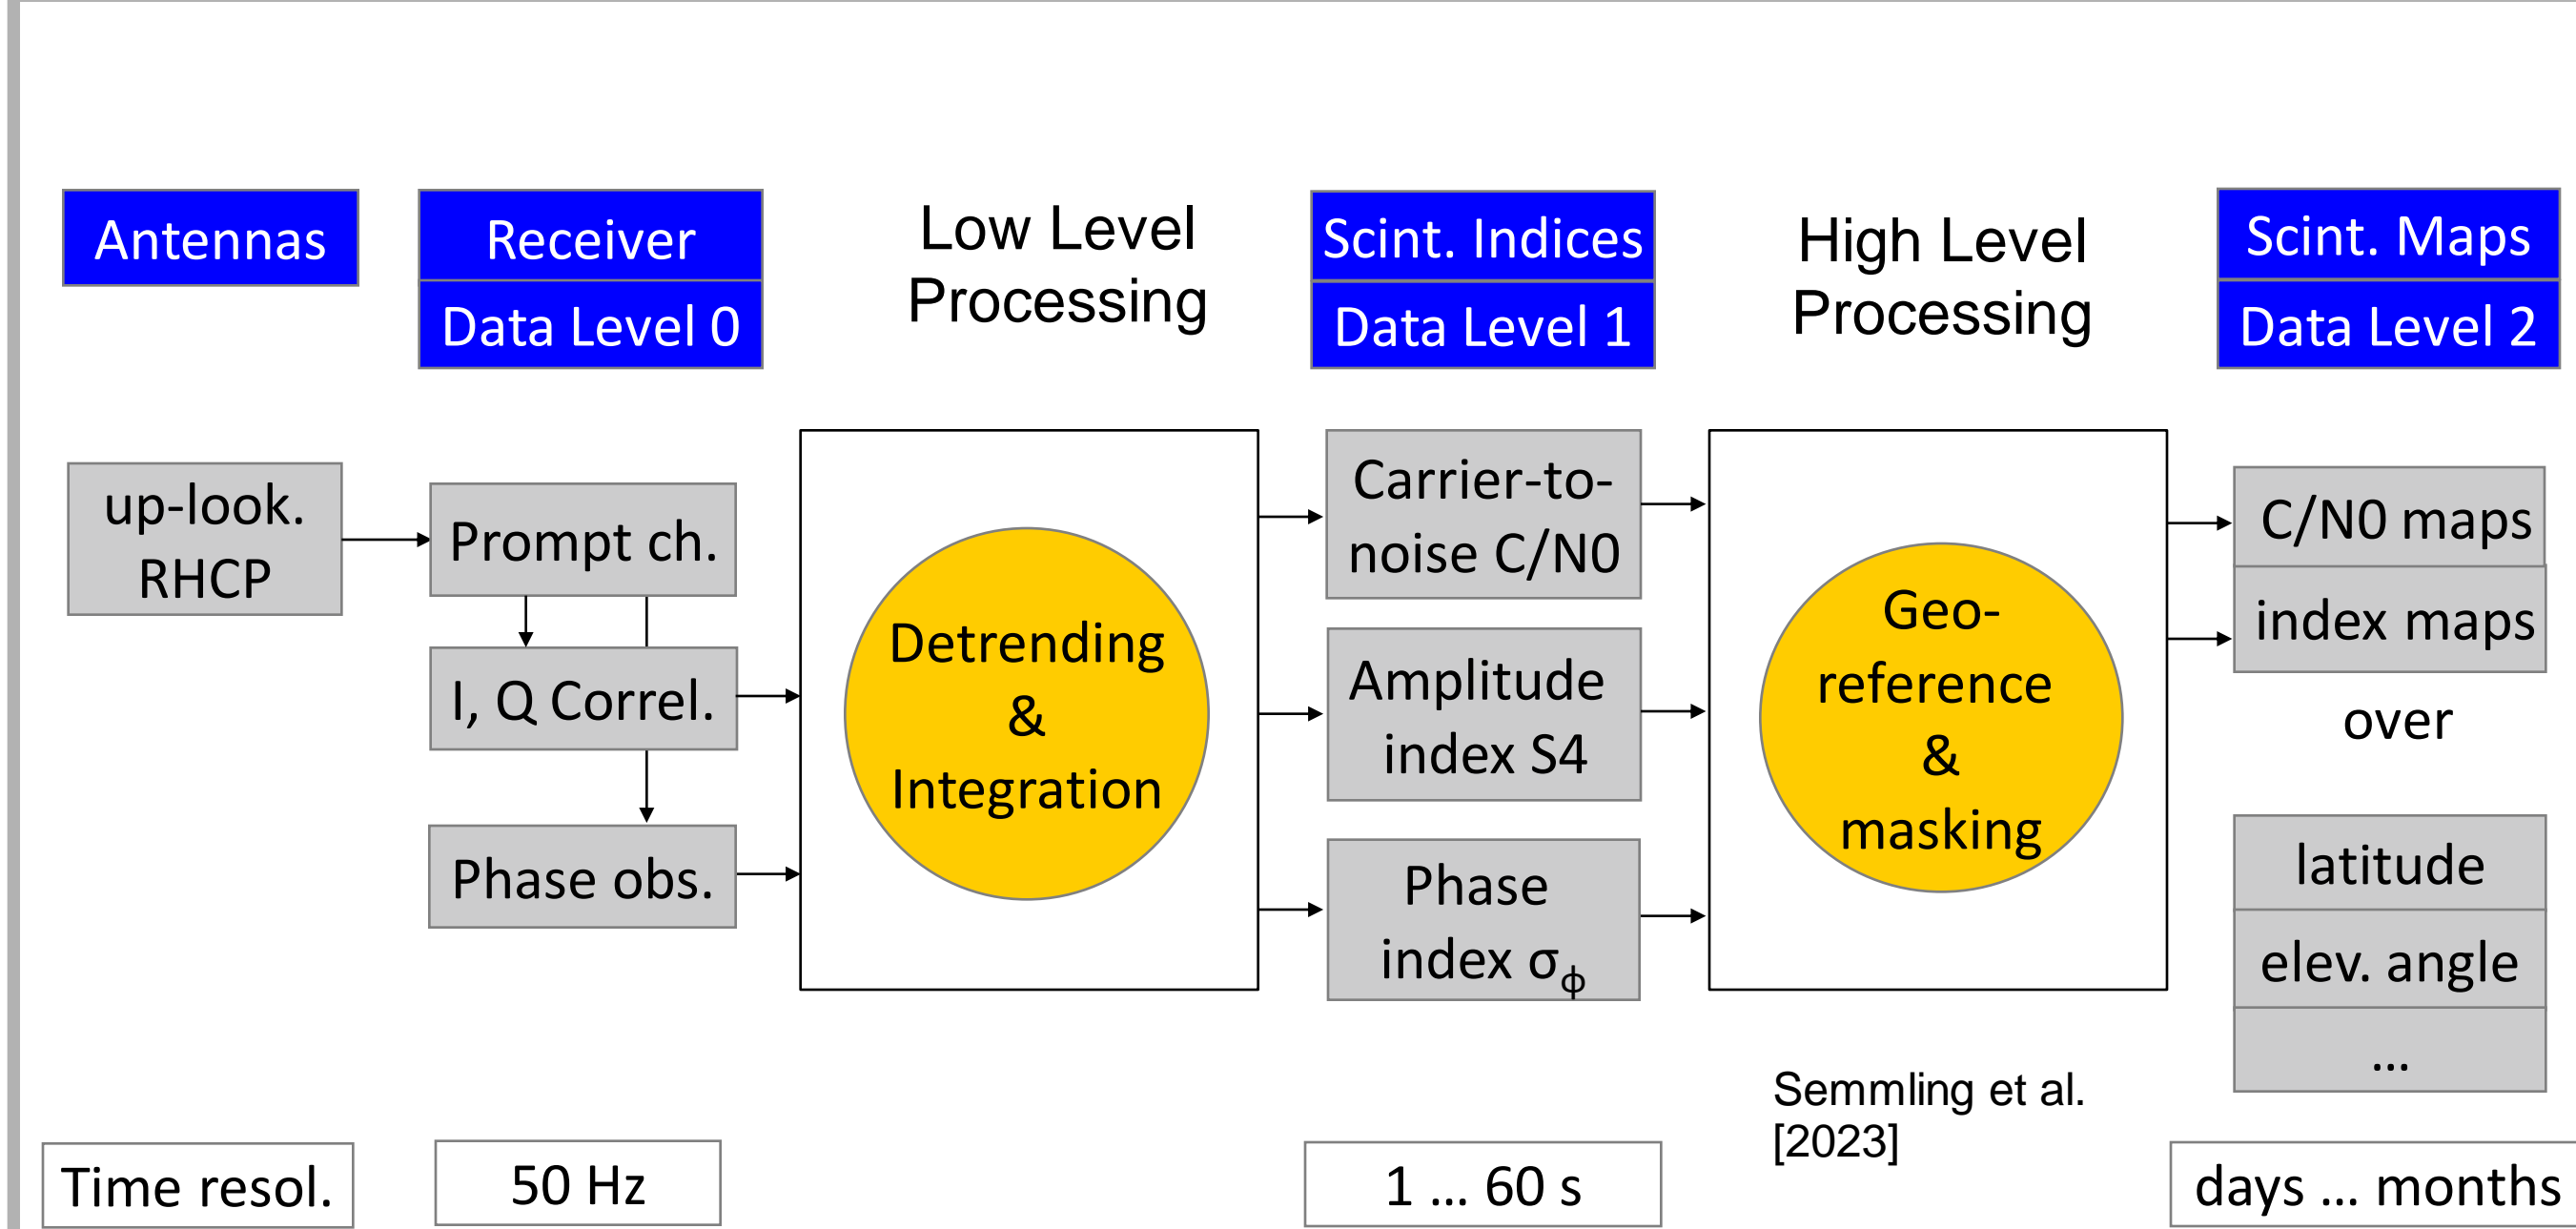 Antennas
Receiver
Data Level 0
Low Level
Processing
Scint. Indices
Data Level 1
High Level
Processing
Scint. Maps
Data Level 2
up-look.
RHCP
Prompt ch.
I, Q Correl.
Phase obs.
Detrending
&
Integration
Carrier-to-
noise C/N0
Amplitude
index S4
Phase
index σϕ
Geo-
reference
&
masking
C/N0 maps
index maps
over
latitude
elev. angle
...
Semmling et al.
[2023]
Time resol.
50 Hz
1 ... 60 s
days ... months